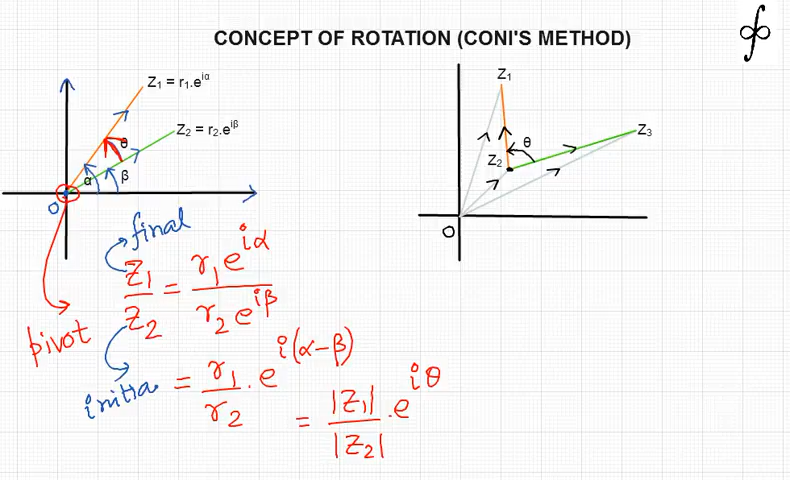 CONCEPT OF ROTATION (CONI'S METHOD)
Z₁ = r₁.e^iα
Z₂ = r₂.e^iβ
θ
α
β
O
Z₁
Z₂
Z₃
θ
O
final
Z₁/Z₂ = r₁e^iα / r₂e^iβ
pivot
initia
= r₁/r₂ . e^i(α-β)
= |Z₁|/|Z₂| . e^iθ